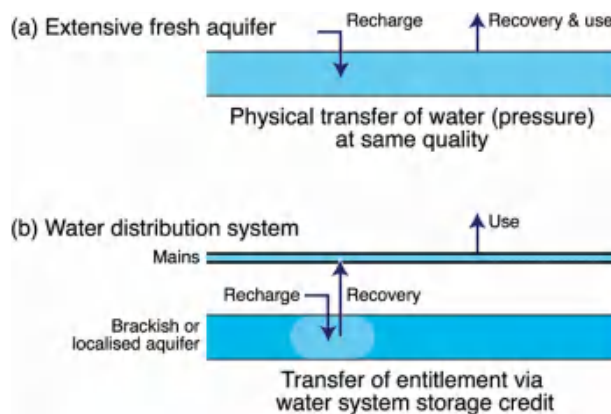 (a) Extensive fresh aquifer
Recharge
Recovery & use
Physical transfer of water (pressure)
at same quality
(b) Water distribution system
Use
Mains
Recharge
Recovery
Brackish or
localised aquifer
Transfer of entitlement via
water system storage credit